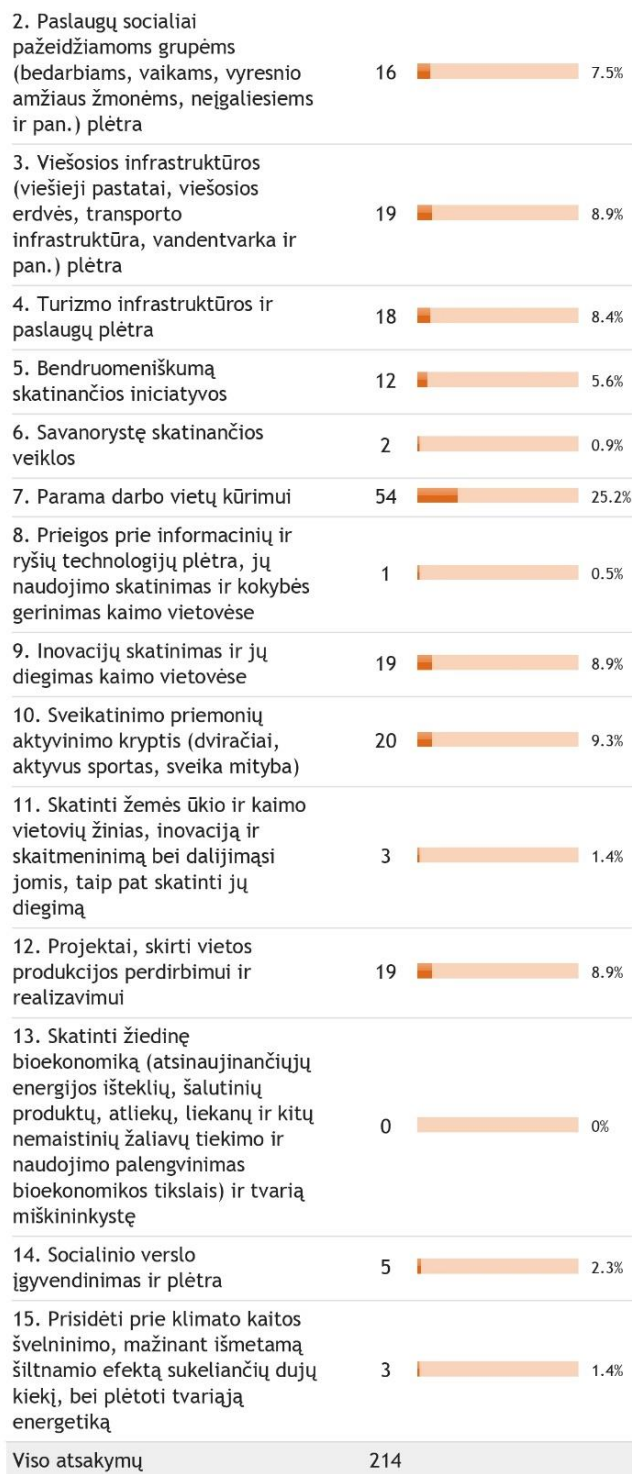 2. Paslaugų socialiai
pažeidžiamoms grupėms
(bedarbiams, vaikams, vyresnio
amžiaus žmonėms, neįgaliesiems
ir pan.) plėtra
16
7.5%
3. Viešosios infrastruktūros
(viešieji pastatai, viešosios
erdvės, transporto
infrastruktūra, vandentvarka ir
pan.) plėtra
19
8.9%
4. Turizmo infrastruktūros ir
paslaugų plėtra
18
8.4%
5. Bendruomeniškumą
skatinančios iniciatyvos
12
5.6%
6. Savanorystę skatinančios
veiklos
2
0.9%
7. Parama darbo vietų kūrimui
54
25.2%
8. Prieigos prie informacinių ir
ryšių technologijų plėtra, jų
naudojimo skatinimas ir kokybės
gerinimas kaimo vietovėse
1
0.5%
9. Inovacijų skatinimas ir jų
diegimas kaimo vietovėse
19
8.9%
10. Sveikatinimo priemonių
aktyvinimo kryptis (dviračiai,
aktyvus sportas, sveika mityba)
20
9.3%
11. Skatinti žemės ūkio ir kaimo
vietovių žinias, inovaciją ir
skaitmeninimą bei dalijimąsi
jomis, taip pat skatinti jų
diegimą
3
1.4%
12. Projektai, skirti vietos
produkcijos perdirbimui ir
realizavimui
19
8.9%
13. Skatinti žiedinę
bioekonomiką (atsinaujinančiųjų
energijos išteklių, šalutinių
produktų, atliekų, liekanų ir kitų
nemaistinių žaliavų tiekimo ir
naudojimo palengvinimas
bioekonomikos tikslais) ir tvarią
miškininkystę
0
0%
14. Socialinio verslo
įgyvendinimas ir plėtra
5
2.3%
15. Prisidėti prie klimato kaitos
švelninimo, mažinant išmetamą
šiltnamio efektą sukeliančių dujų
kiekį, bei plėtoti tvariąją
energetiką
3
1.4%
Viso atsakymų
214